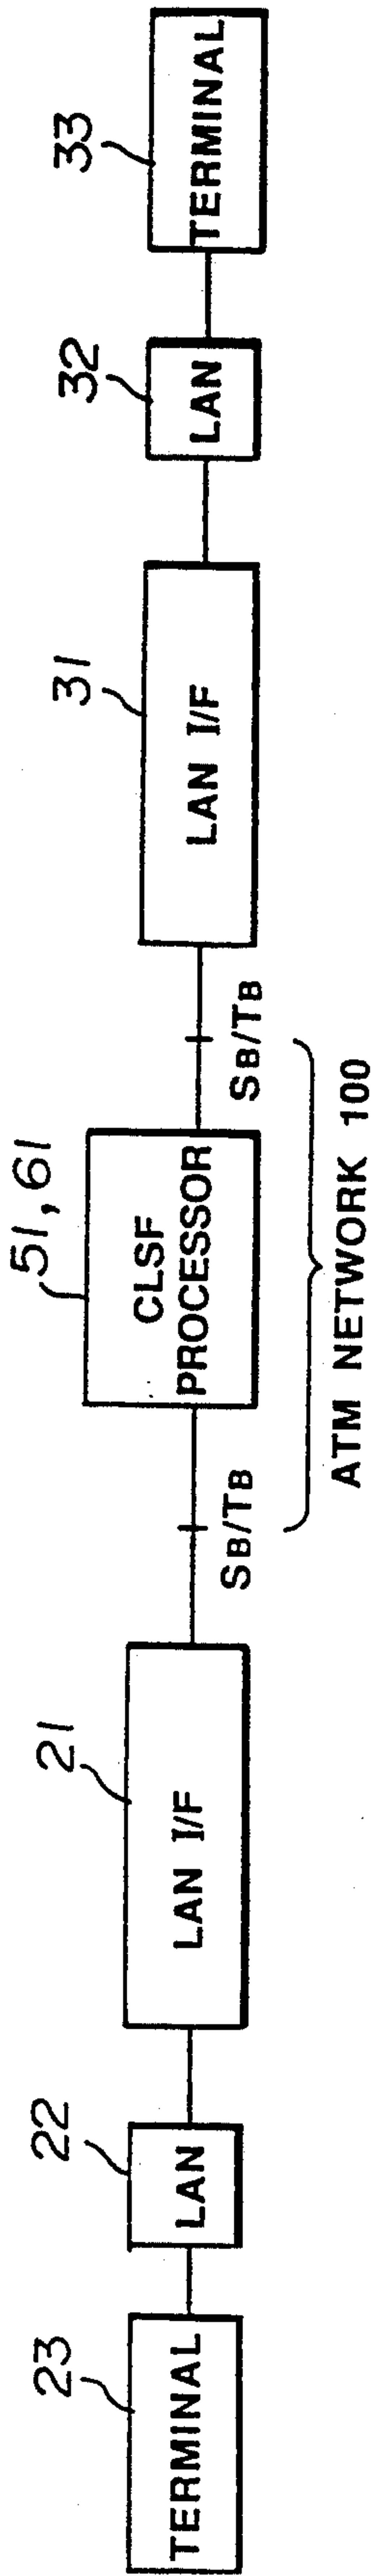 23
TERMINAL
22
LAN
21
LAN I/F
SB/TB
51, 61
CLSF
PROCESSOR
SB/TB
ATM NETWORK 100
31
LAN I/F
32
LAN
33
TERMINAL